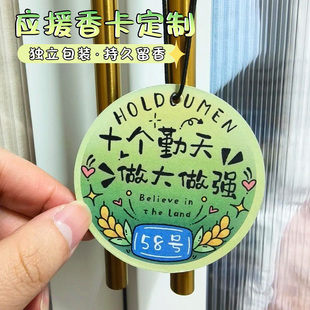 应援香卡定制
独立包装·持久留香
HOLDOUMEN
十个勤天
做大做强
Believe in
the Land
58号